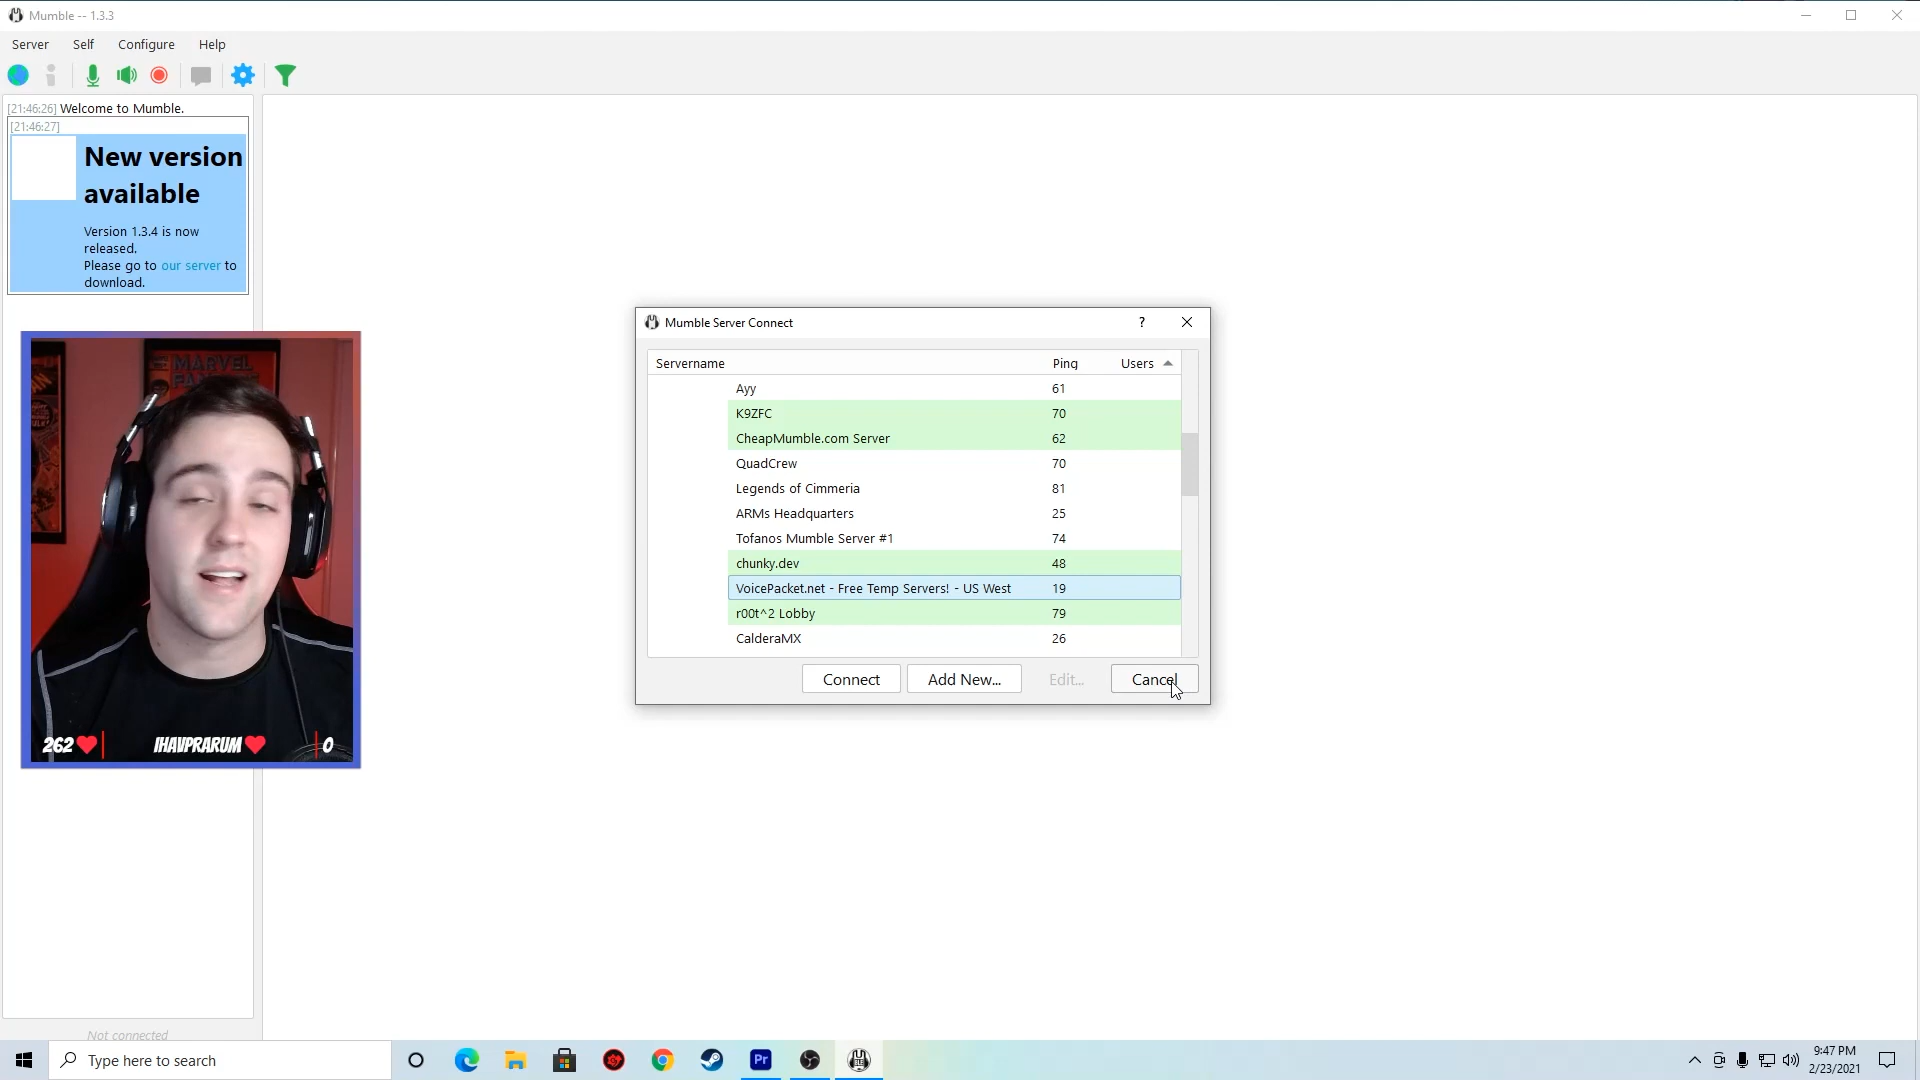 Mumble -- 1.3.3
Server Self Configure Help
[21:46:26] Welcome to Mumble.
[21:46:27]
New version
available
Version 1.3.4 is now
released.
Please go to our server to
download.
Mumble Server Connect
?
Servername Ping Users
Ayy 61
K9ZFC 70
CheapMumble.com Server 62
QuadCrew 70
Legends of Cimmeria 81
ARMs Headquarters 25
Tofanos Mumble Server #1 74
chunky.dev 48
VoicePacket.net - Free Temp Servers! - US West 19
r00t^2 Lobby 79
CalderaMX 26
Connect Add New... Edit... Cancel
MARVEL
262 IHAVPRARUM 0
Not connected
Type here to search
Pr
9:47 PM
2/23/2021